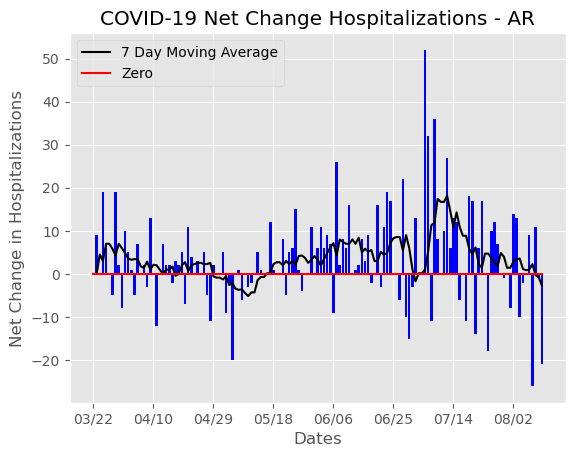 COVID-19 Net Change Hospitalizations - AR
7 Day Moving Average
Zero
Net Change in Hospitalizations
50
40
30
20
10
0
−10
−20
03/22 04/10 04/29 05/18 06/06 06/25 07/14 08/02
Dates